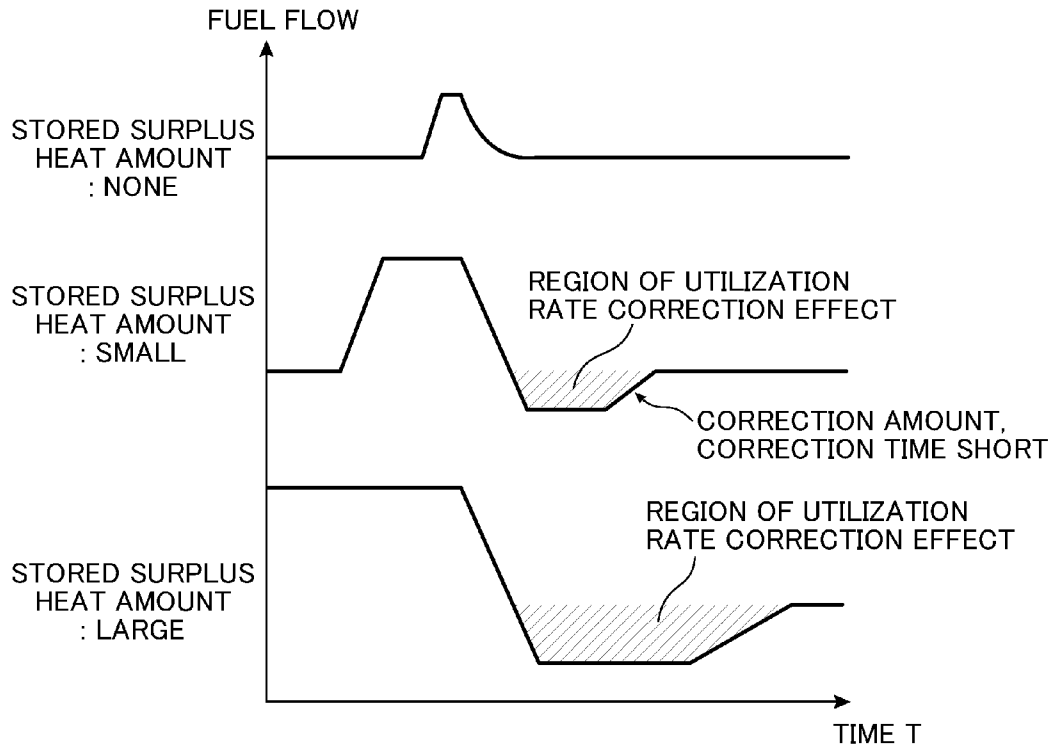 FUEL FLOW
STORED SURPLUS
HEAT AMOUNT
: NONE
STORED SURPLUS
HEAT AMOUNT
: SMALL
REGION OF UTILIZATION
RATE CORRECTION EFFECT
CORRECTION AMOUNT,
CORRECTION TIME SHORT
STORED SURPLUS
HEAT AMOUNT
: LARGE
REGION OF UTILIZATION
RATE CORRECTION EFFECT
TIME T